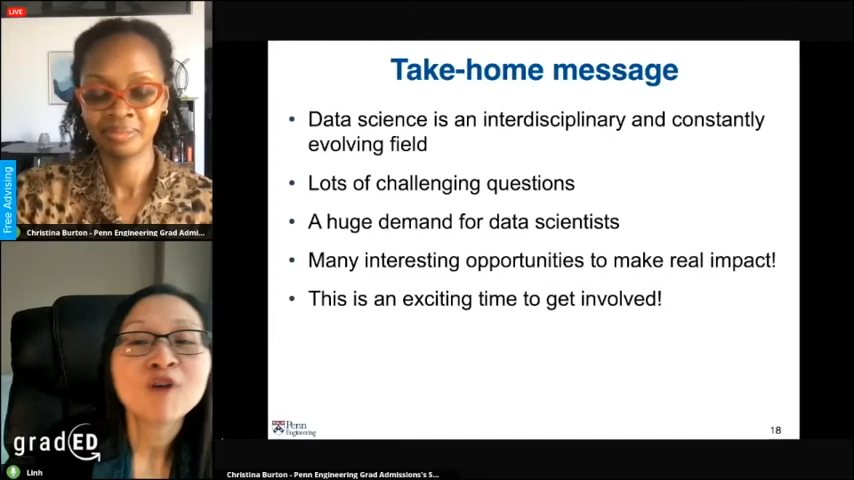 LIVE
Free Advising
Christina Burton - Penn Engineering Grad Admi...
gradED
Linh
Take-home message
• Data science is an interdisciplinary and constantly
evolving field
• Lots of challenging questions
• A huge demand for data scientists
• Many interesting opportunities to make real impact!
• This is an exciting time to get involved!
Penn
Engineering
18
Christina Burton - Penn Engineering Grad Admissions's S...